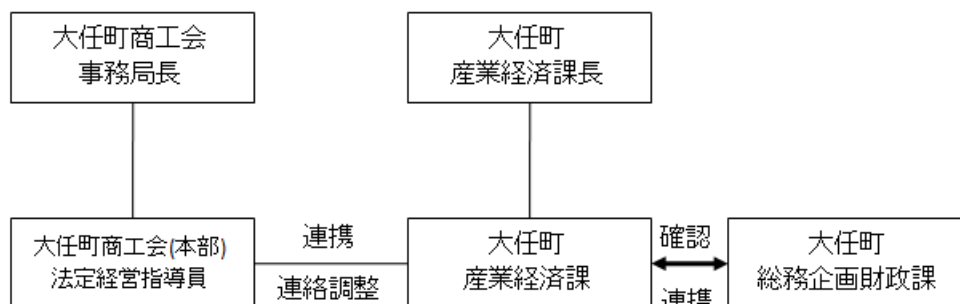 大任町商工会
事務局長
大任町
産業経済課長
大任町商工会(本部)
法定経営指導員
連携
連絡調整
大任町
産業経済課
確認
連携
大任町
総務企画財政課